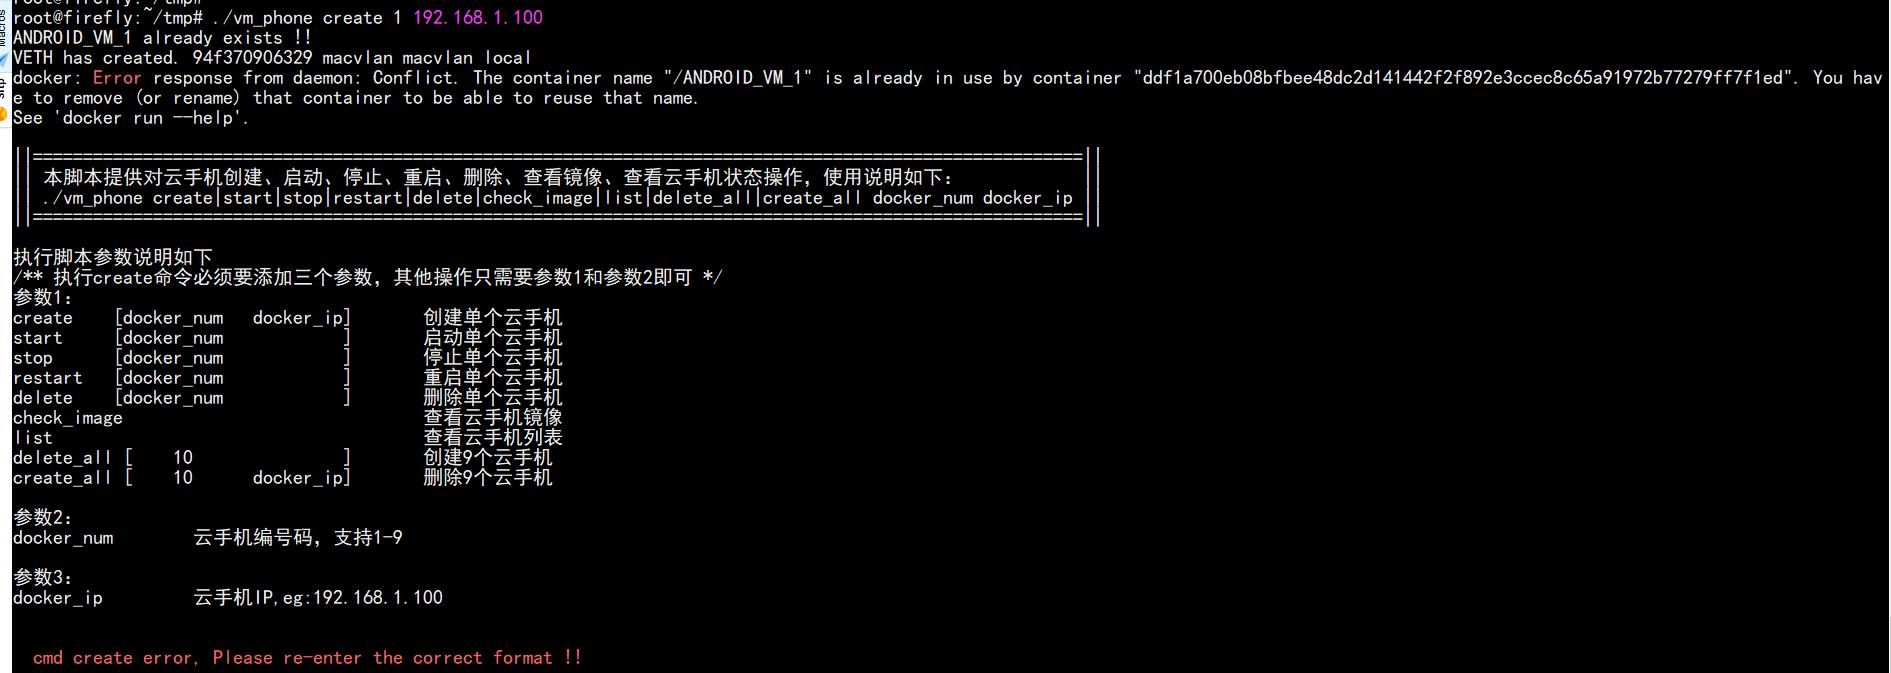 root@firefly:~/tmp#
root@firefly:~/tmp# ./vm_phone create 1 192.168.1.100
ANDROID_VM_1 already exists !!
VETH has created. 94f370906329 macvlan macvlan local
docker: Error response from daemon: Conflict. The container name "/ANDROID_VM_1" is already in use by container "ddf1a700eb08bfbee48dc2d141442f2f892e3ccec8c65a91972b77279ff7f1ed". You hav
e to remove (or rename) that container to be able to reuse that name.
See 'docker run --help'.
||=========================================================================================================||
|| 本脚本提供对云手机创建、启动、停止、重启、删除、查看镜像、查看云手机状态操作，使用说明如下： ||
|| ./vm_phone create|start|stop|restart|delete|check_image|list|delete_all|create_all docker_num docker_ip ||
||=========================================================================================================||
执行脚本参数说明如下
/** 执行create命令必须要添加三个参数，其他操作只需要参数1和参数2即可 */
参数1：
create [docker_num docker_ip] 创建单个云手机
start [docker_num ] 启动单个云手机
stop [docker_num ] 停止单个云手机
restart [docker_num ] 重启单个云手机
delete [docker_num ] 删除单个云手机
check_image 查看云手机镜像
list 查看云手机列表
delete_all [ 10 ] 创建9个云手机
create_all [ 10 docker_ip] 删除9个云手机
参数2：
docker_num 云手机编号码，支持1-9
参数3：
docker_ip 云手机IP,eg:192.168.1.100
cmd create error, Please re-enter the correct format !!